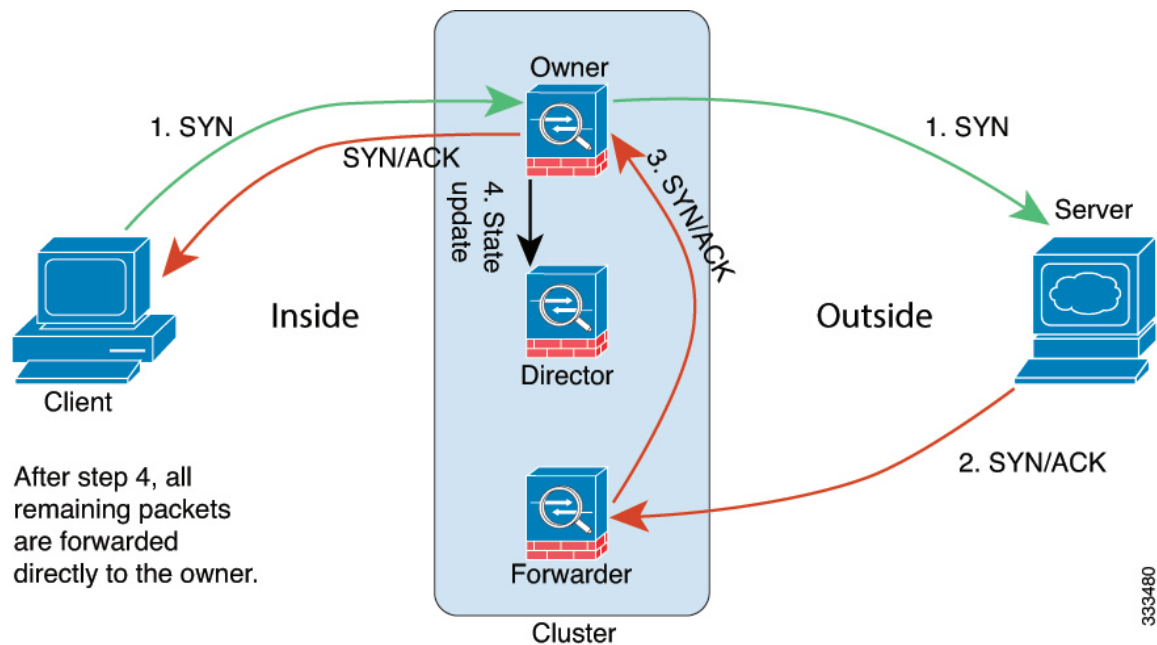 Owner
1. SYN
1. SYN
SYN/ACK
3. SYN/ACK
4. State
update
Server
Inside
Outside
Director
Client
2. SYN/ACK
After step 4, all
remaining packets
are forwarded
directly to the owner.
Forwarder
333480
Cluster